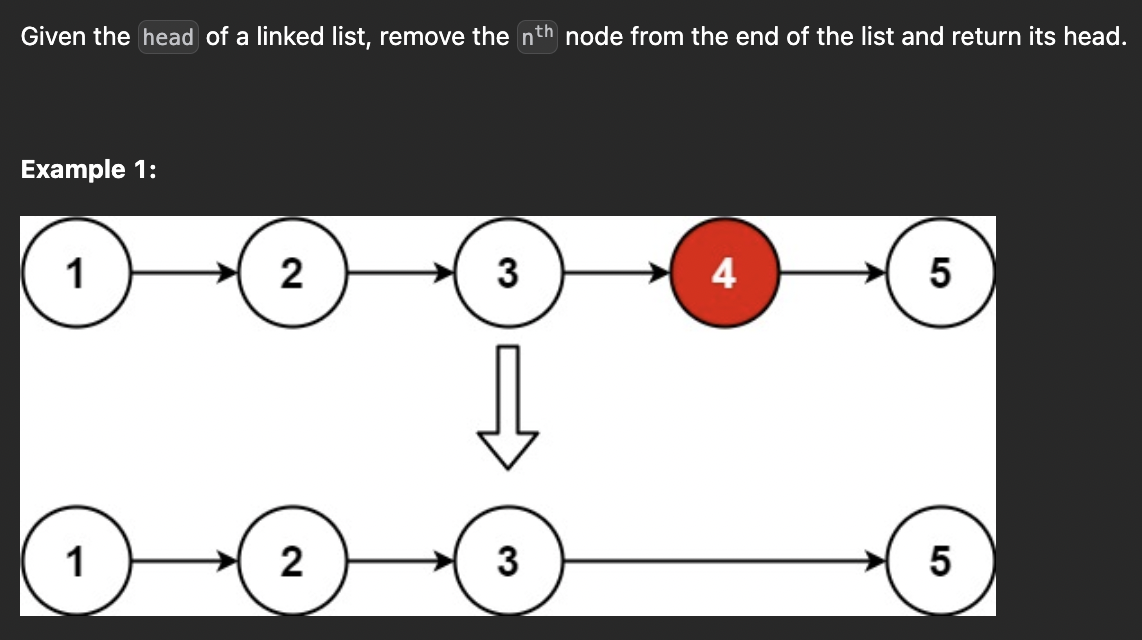 Given the head of a linked list, remove the nth node from the end of the list and return its head.
Example 1:
1 2 3 4 5
1 2 3 5